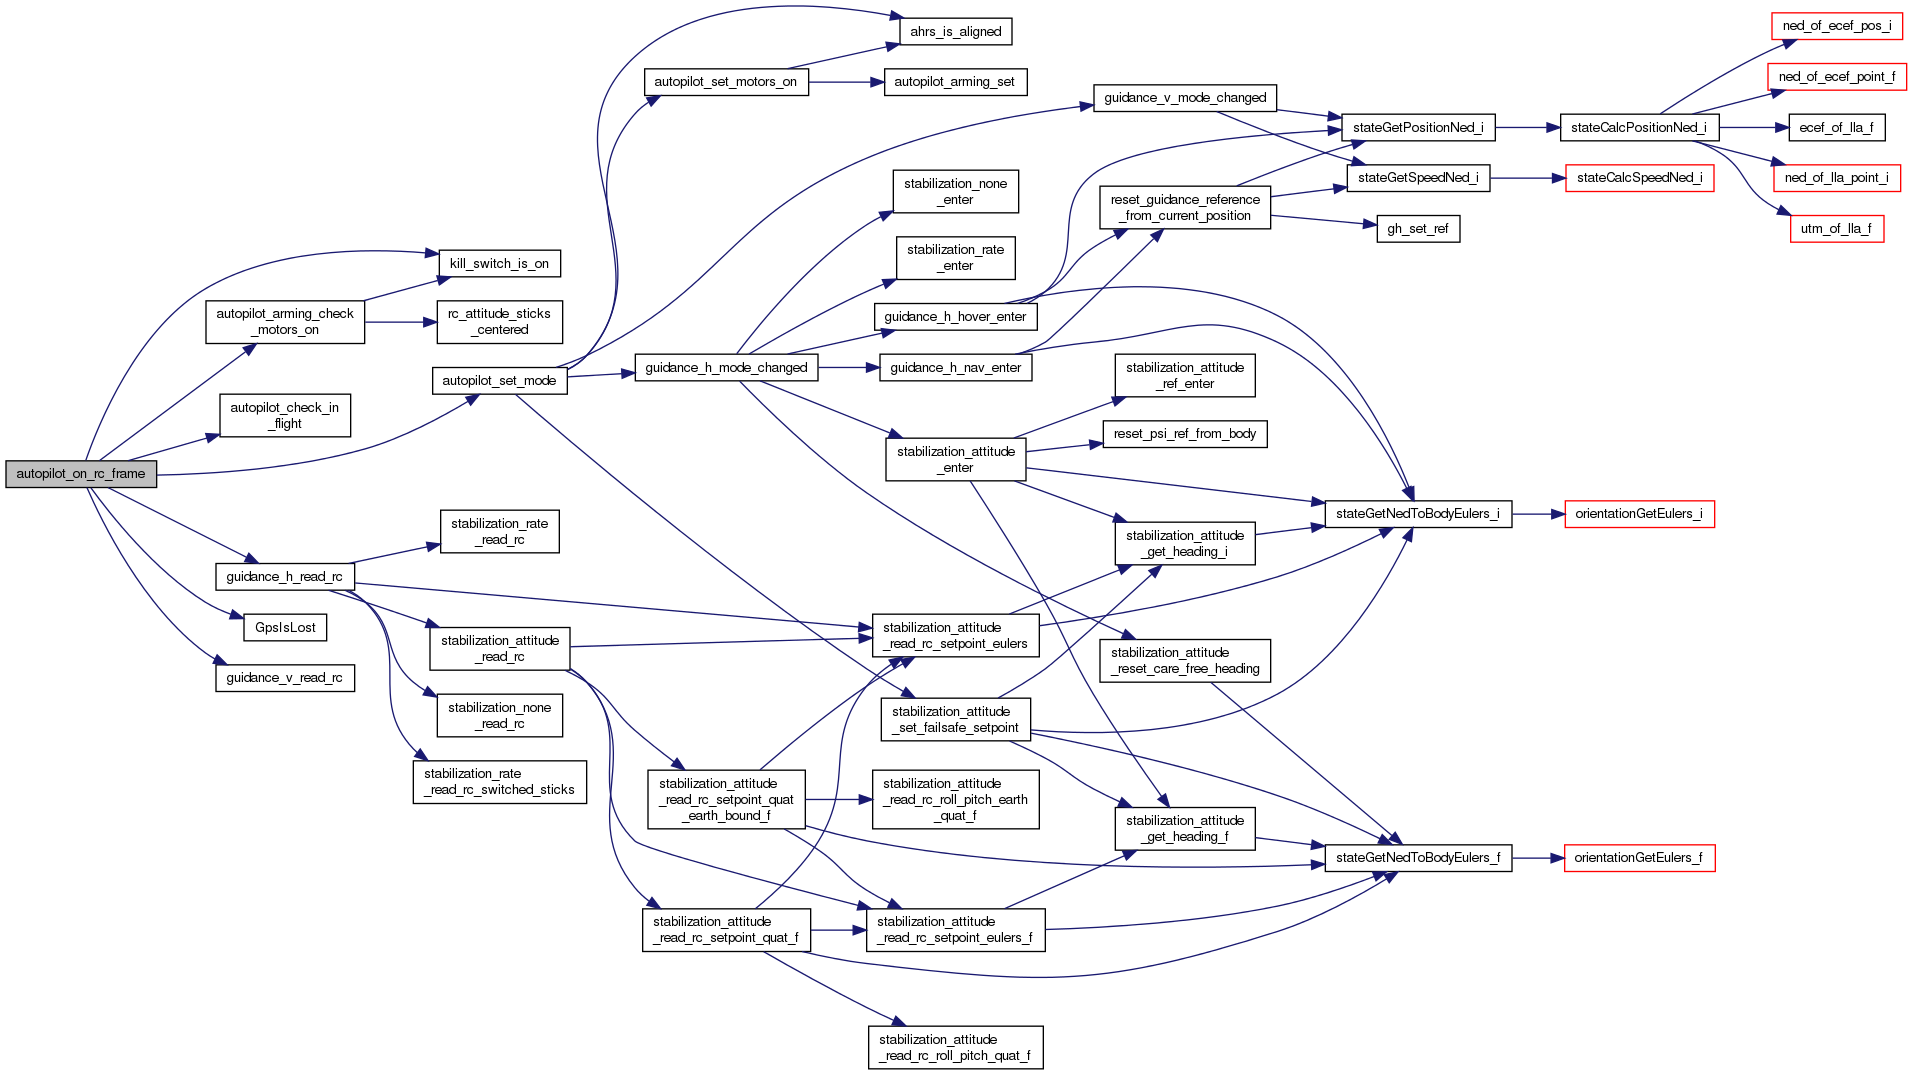 autopilot_on_rc_frame
kill_switch_is_on
autopilot_arming_check
_motors_on
rc_attitude_sticks
_centered
autopilot_set_mode
autopilot_check_in
_flight
guidance_h_read_rc
GpsIsLost
guidance_v_read_rc
stabilization_rate
_read_rc
stabilization_attitude
_read_rc
stabilization_none
_read_rc
stabilization_rate
_read_rc_switched_sticks
autopilot_set_motors_on
ahrs_is_aligned
autopilot_arming_set
guidance_h_mode_changed
stabilization_none
_enter
stabilization_rate
_enter
guidance_h_hover_enter
guidance_h_nav_enter
stabilization_attitude
_enter
stabilization_attitude
_read_rc_setpoint_eulers
stabilization_attitude
_set_failsafe_setpoint
stabilization_attitude
_read_rc_setpoint_quat
_earth_bound_f
stabilization_attitude
_read_rc_roll_pitch_earth
_quat_f
stabilization_attitude
_read_rc_setpoint_quat_f
stabilization_attitude
_read_rc_setpoint_eulers_f
stabilization_attitude
_read_rc_roll_pitch_quat_f
guidance_v_mode_changed
reset_guidance_reference
_from_current_position
stabilization_attitude
_ref_enter
reset_psi_ref_from_body
stabilization_attitude
_get_heading_i
stabilization_attitude
_reset_care_free_heading
stabilization_attitude
_get_heading_f
stateGetPositionNed_i
stateGetSpeedNed_i
gh_set_ref
stateGetNedToBodyEulers_i
stateGetNedToBodyEulers_f
stateCalcPositionNed_i
stateCalcSpeedNed_i
orientationGetEulers_i
orientationGetEulers_f
ned_of_ecef_pos_i
ned_of_ecef_point_f
ecef_of_lla_f
ned_of_lla_point_i
utm_of_lla_f